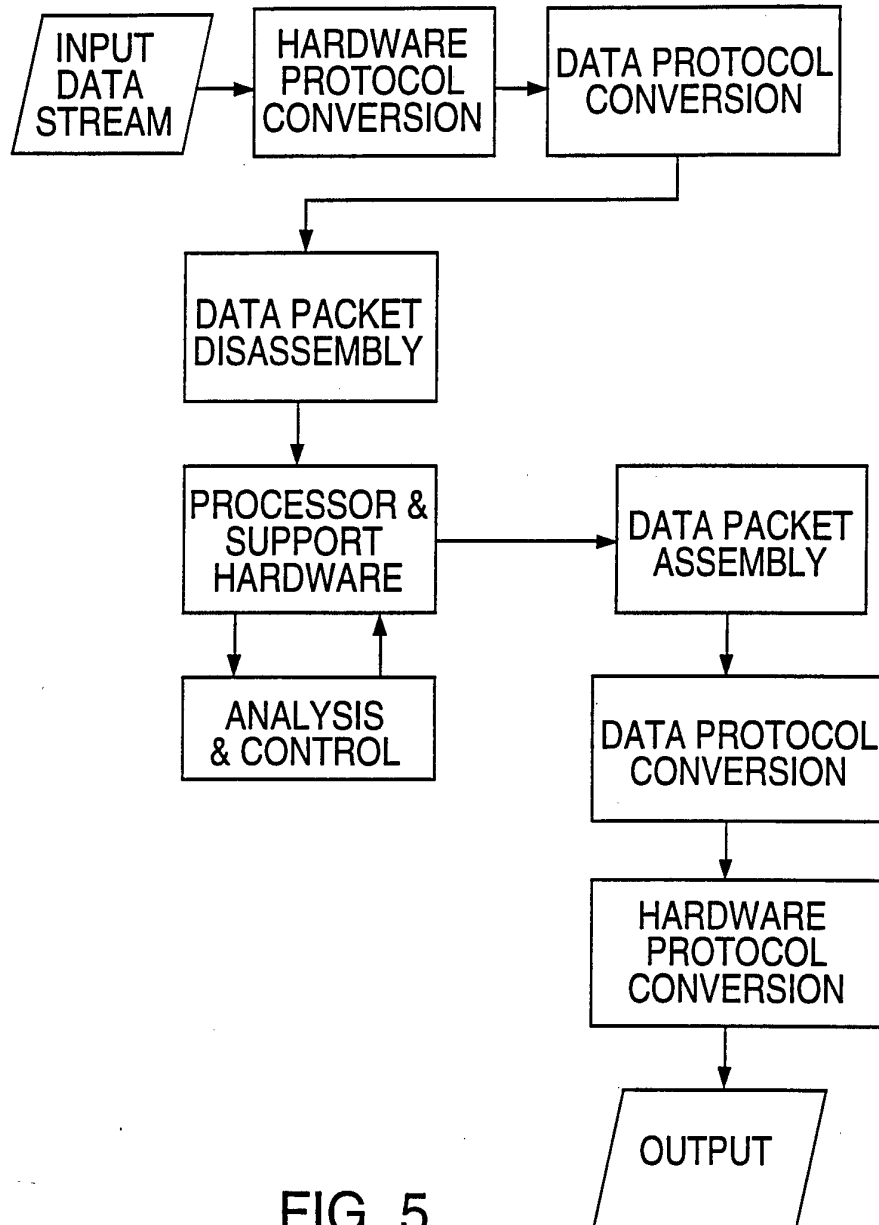 INPUT
DATA
STREAM
HARDWARE
PROTOCOL
CONVERSION
DATA PROTOCOL
CONVERSION
DATA PACKET
DISASSEMBLY
PROCESSOR &
SUPPORT
HARDWARE
DATA PACKET
ASSEMBLY
ANALYSIS
& CONTROL
DATA PROTOCOL
CONVERSION
HARDWARE
PROTOCOL
CONVERSION
OUTPUT
FIG. 5